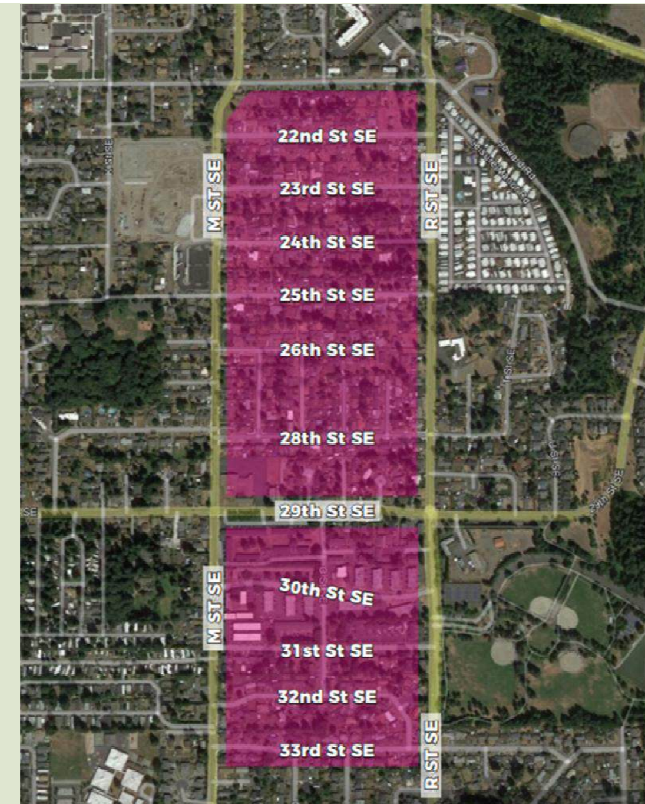 22nd St SE
M ST SE
R ST SE
23rd St SE
24th St SE
25th St SE
26th St SE
28th St SE
29th St SE
SE
30th St SE
M ST SE
31st St SE
32nd St SE
R ST SE
33rd St SE